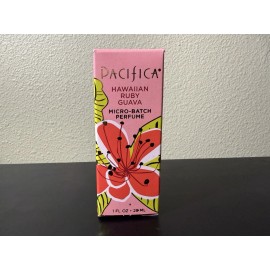 PACIFICA®
HAWAIIAN
RUBY
GUAVA
MICRO-BATCH
PERFUME
1 FL. OZ - 29 ML